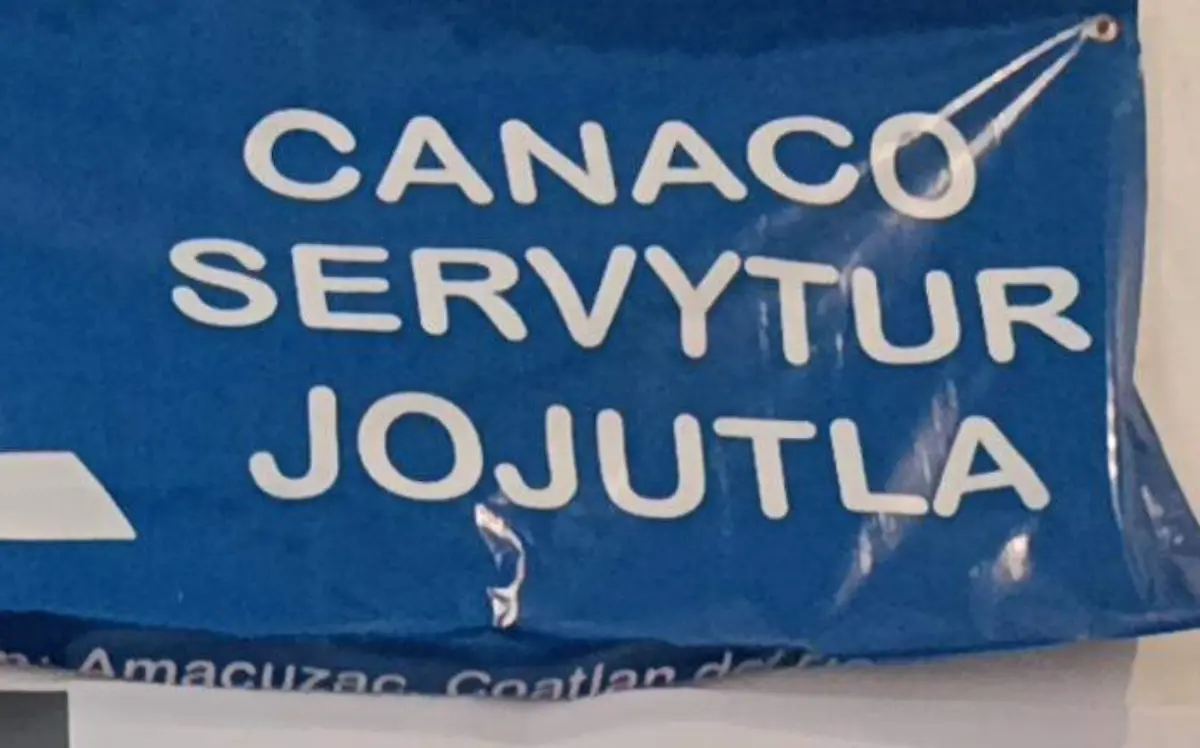 CANACO
SERVYTUR
JOJUTLA
Amacuzac, Coatlan